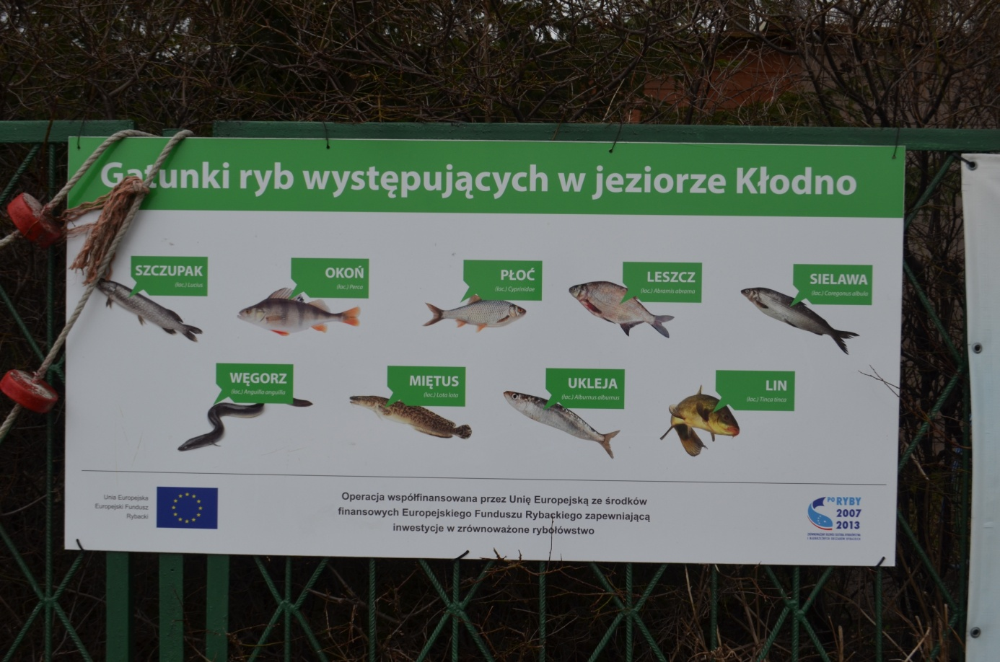 Gatunki ryb występujących w jeziorze Kłodno
SZCZUPAK
(łac.) Lucius
OKOŃ
(łac.) Perca
PŁOĆ
(łac.) Cyprinidae
LESZCZ
(łac.) Abramis abrama
SIELAWA
(łac.) Coregonus albula
WĘGORZ
(łac.) Anguilla anguilla
MIĘTUS
(łac.) Lota lota
UKLEJA
(łac.) Alburnus alburnus
LIN
(łac.) Tinca tinca
Unia Europejska
Europejski Fundusz
Rybacki
Operacja współfinansowana przez Unię Europejską ze środków
finansowych Europejskiego Funduszu Rybackiego zapewniającą
inwestycje w zrównoważone rybołówstwo
PO RYBY
2007
2013